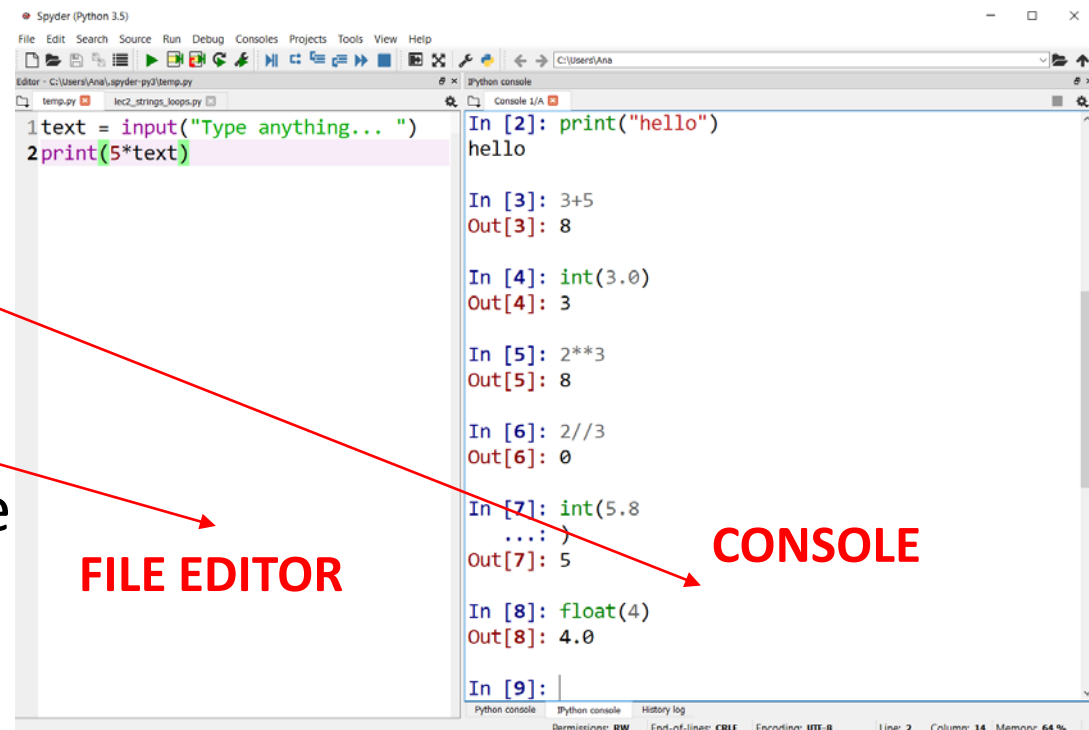 Spyder (Python 3.5)
File Edit Search Source Run Debug Consoles Projects Tools View Help
C:\Users\Ana
Editor - C:\Users\Ana\.spyder-py3\temp.py
temp.py lec2_strings_loops.py
1 text = input("Type anything... ")
2 print(5*text)
e
FILE EDITOR
IPython console
Console 1/A
In [2]: print("hello")
hello
In [3]: 3+5
Out[3]: 8
In [4]: int(3.0)
Out[4]: 3
In [5]: 2**3
Out[5]: 8
In [6]: 2//3
Out[6]: 0
In [7]: int(5.8
...: )
Out[7]: 5
CONSOLE
In [8]: float(4)
Out[8]: 4.0
In [9]:
Python console IPython console History log
Permissions: RW End-of-lines: CRLF Encoding: UTF-8 Line: 2 Column: 14 Memory: 64 %